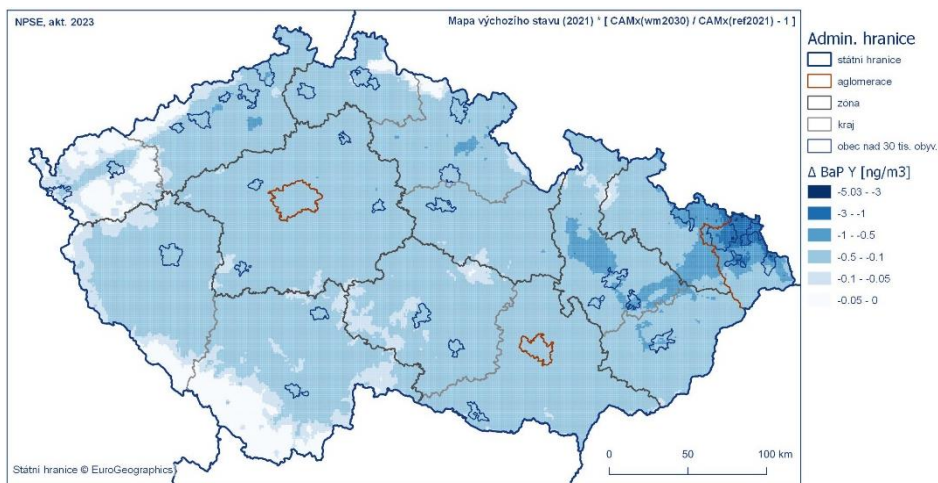 NPSE, akt. 2023
Mapa výchozího stavu (2021) * [ CAMx(wm2030) / CAMx(ref2021) - 1 ]
Admin. hranice
státní hranice
aglomerace
zóna
kraj
obec nad 30 tis. obyv.
Δ BaP Y [ng/m3]
-5.03 - -3
-3 - -1
-1 - -0.5
-0.5 - -0.1
-0.1 - -0.05
-0.05 - 0
Státní hranice © EuroGeographics
0 50 100 km